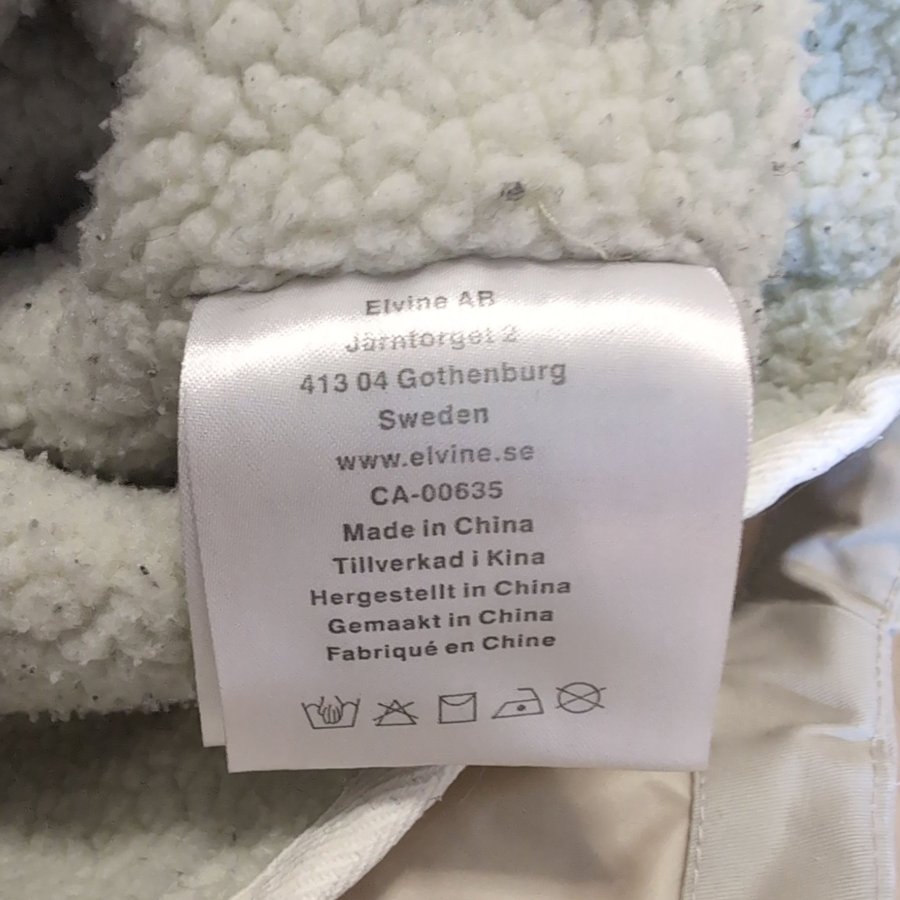 Elvine AB
Järntorget 2
413 04 Gothenburg
Sweden
www.elvine.se
CA-00635
Made in China
Tillverkad i Kina
Hergestellt in China
Gemaakt in China
Fabriqué en Chine